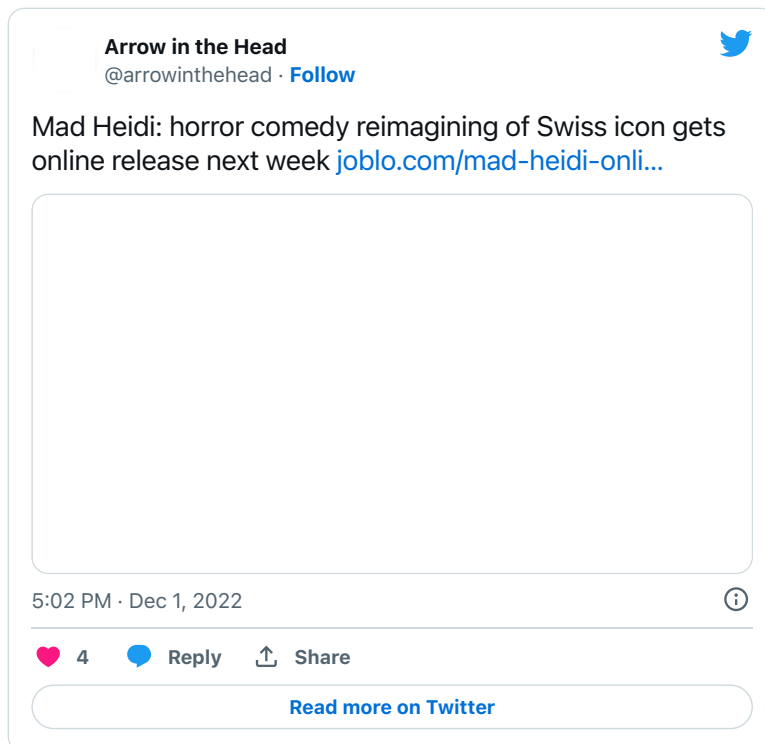 Arrow in the Head
@arrowinthehead · Follow
Mad Heidi: horror comedy reimagining of Swiss icon gets
online release next week joblo.com/mad-heidi-onli...
5:02 PM · Dec 1, 2022
4 Reply Share
Read more on Twitter